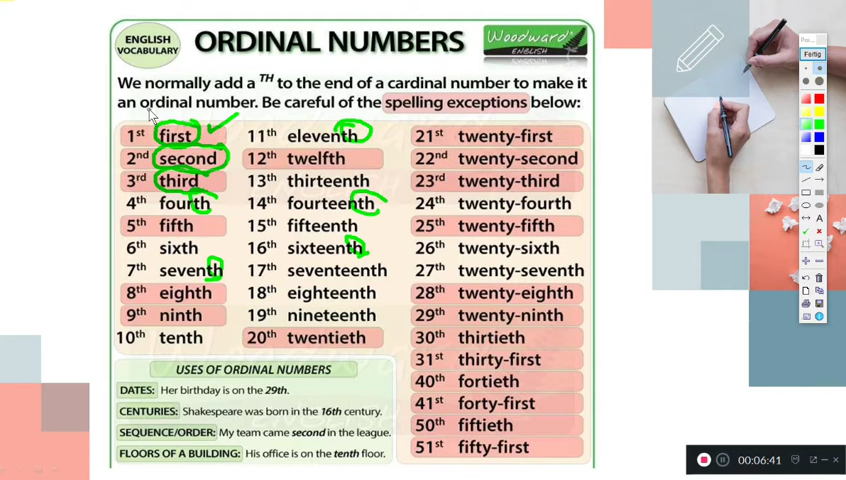 ENGLISH
VOCABULARY
ORDINAL NUMBERS
Woodward
ENGLISH
We normally add a TH to the end of a cardinal number to make it
an ordinal number. Be careful of the spelling exceptions below:
1st first
2nd second
3rd third
4th fourth
5th fifth
6th sixth
7th seventh
8th eighth
9th ninth
10th tenth
11th eleventh
12th twelfth
13th thirteenth
14th fourteenth
15th fifteenth
16th sixteenth
17th seventeenth
18th eighteenth
19th nineteenth
20th twentieth
21st twenty-first
22nd twenty-second
23rd twenty-third
24th twenty-fourth
25th twenty-fifth
26th twenty-sixth
27th twenty-seventh
28th twenty-eighth
29th twenty-ninth
30th thirtieth
31st thirty-first
40th fortieth
41st forty-first
50th fiftieth
51st fifty-first
USES OF ORDINAL NUMBERS
DATES: Her birthday is on the 29th.
CENTURIES: Shakespeare was born in the 16th century.
SEQUENCE/ORDER: My team came second in the league.
FLOORS OF A BUILDING: His office is on the tenth floor.
Fertig
A
00:06:41